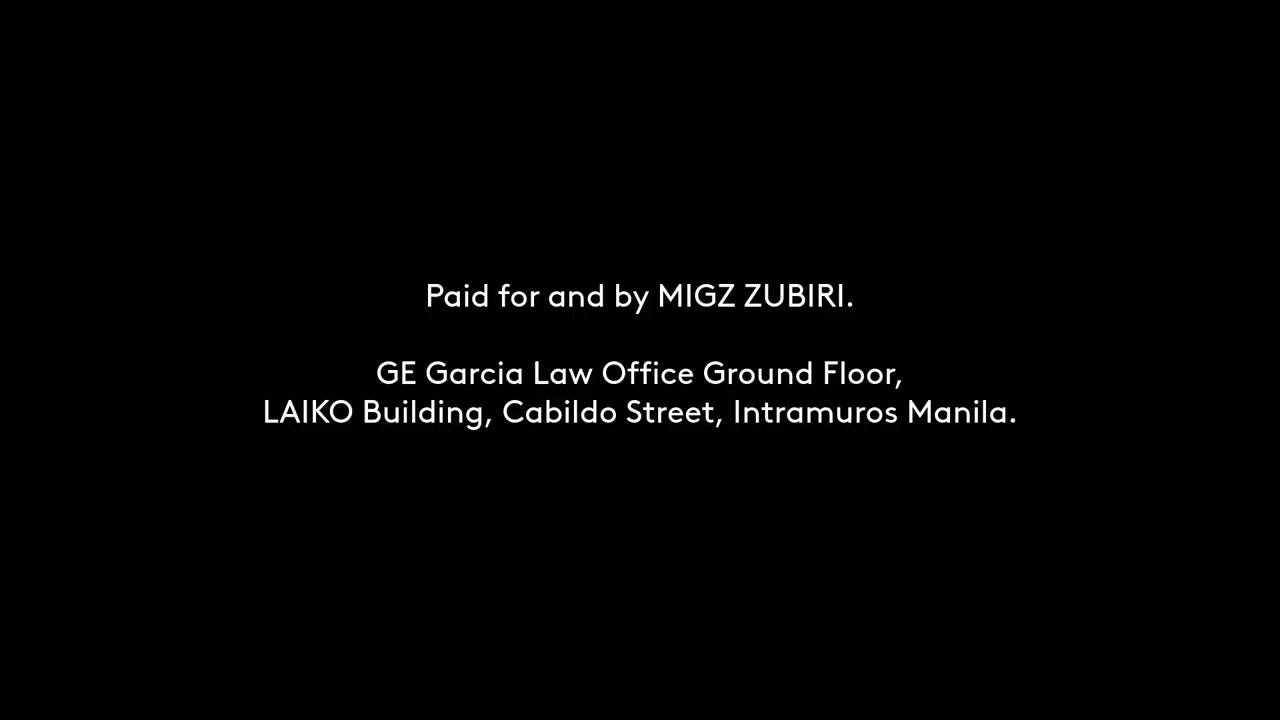 Paid for and by MIGZ ZUBIRI.
GE Garcia Law Office Ground Floor,
LAIKO Building, Cabildo Street, Intramuros Manila.